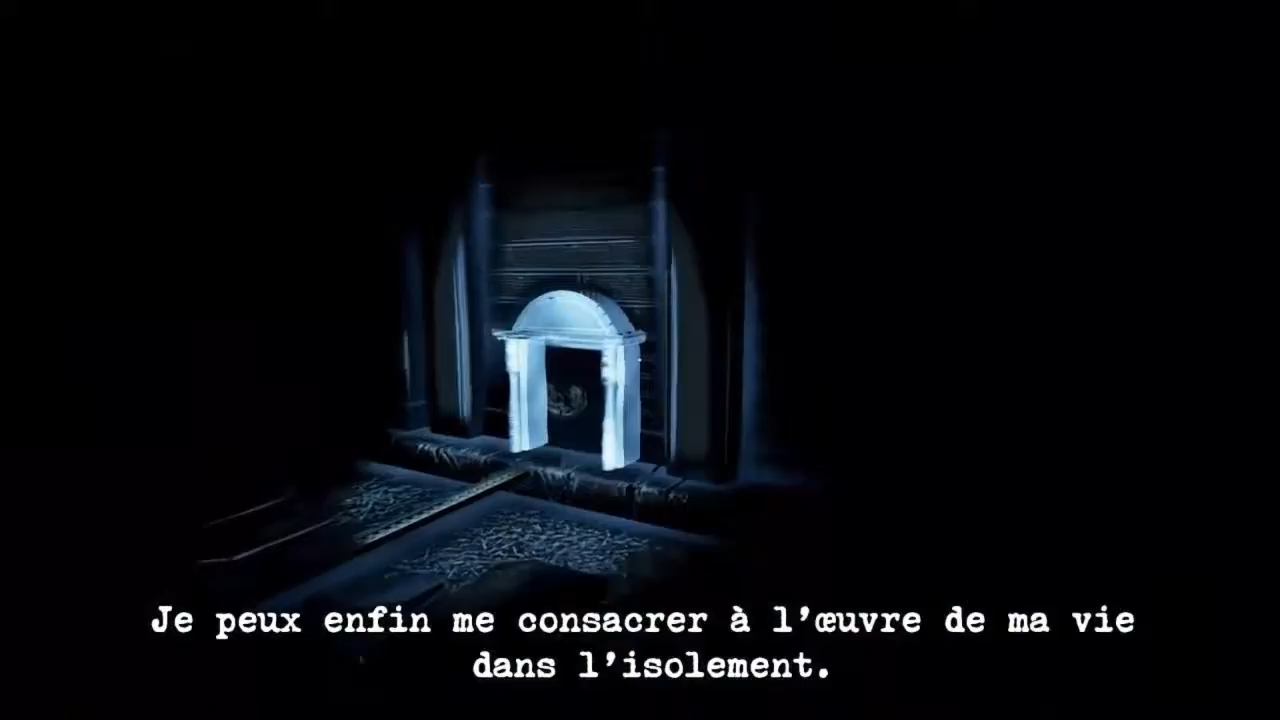 Je peux enfin me consacrer à l’œuvre de ma vie
dans l’isolement.